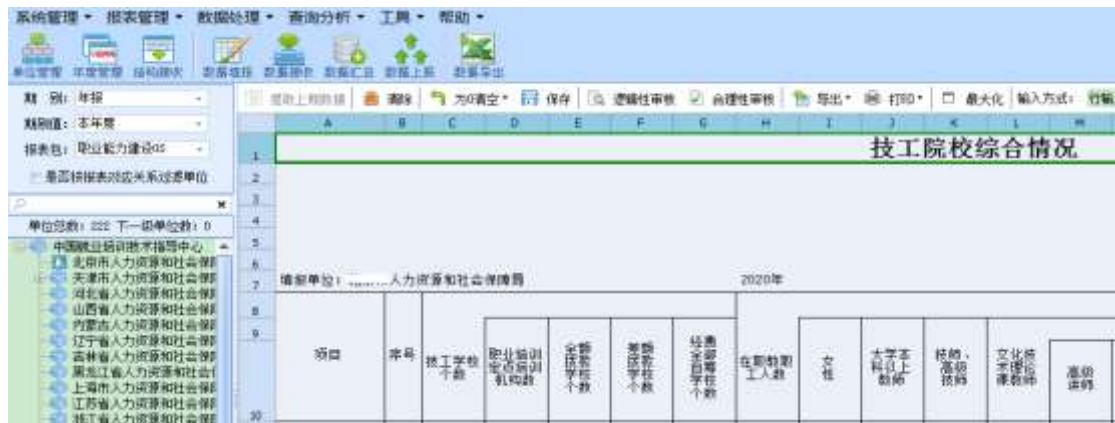 系统管理 报表管理 数据处理 查询分析 工具 帮助
单位管理 年度管理 结构接收 数据填报 数据接收 数据汇总 数据上报 数据导出
期 别: 年报
期别值: 本年度
报表包: 职业能力建设05
是否按报表对应关系过滤单位
单位总数: 222 下一级单位数: 0
中国就业培训技术指导中心
北京市人力资源和社会保障
天津市人力资源和社会保障
河北省人力资源和社会保障
山西省人力资源和社会保障
内蒙古人力资源和社会保障
辽宁省人力资源和社会保障
吉林省人力资源和社会保障
黑龙江省人力资源和社会保
上海市人力资源和社会保障
江苏省人力资源和社会保障
浙江省人力资源和社会保障
提取上期数据 清除 为0清空 保存 逻辑性审核 合理性审核 导出 打印 最大化 输入方式: 行输
A B C D E F G H I J K L M
1 技工院校综合情况
2
3
4
5
6
7 填报单位: 人力资源和社会保障局 2020年
8
9
项目 序号 技工学校个数 职业培训定点培训机构数 全额拨款学校个数 差额拨款学校个数 经费全部自筹学校个数 在职教职工人数 女性 大学本科以上教师 技师、高级技师 文化技术理论课教师 高级讲师
10